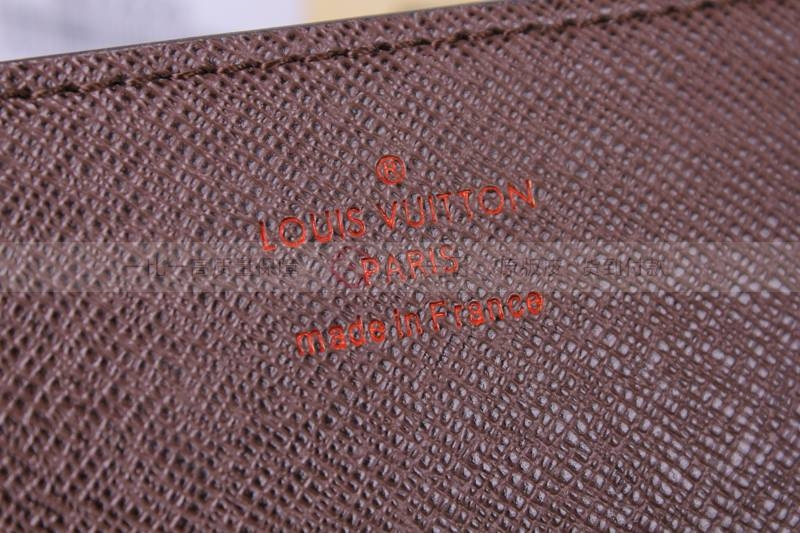 ®
LOUIS VUITTON
PARIS
made in France
一比一高质量保障 原版皮 货到付款